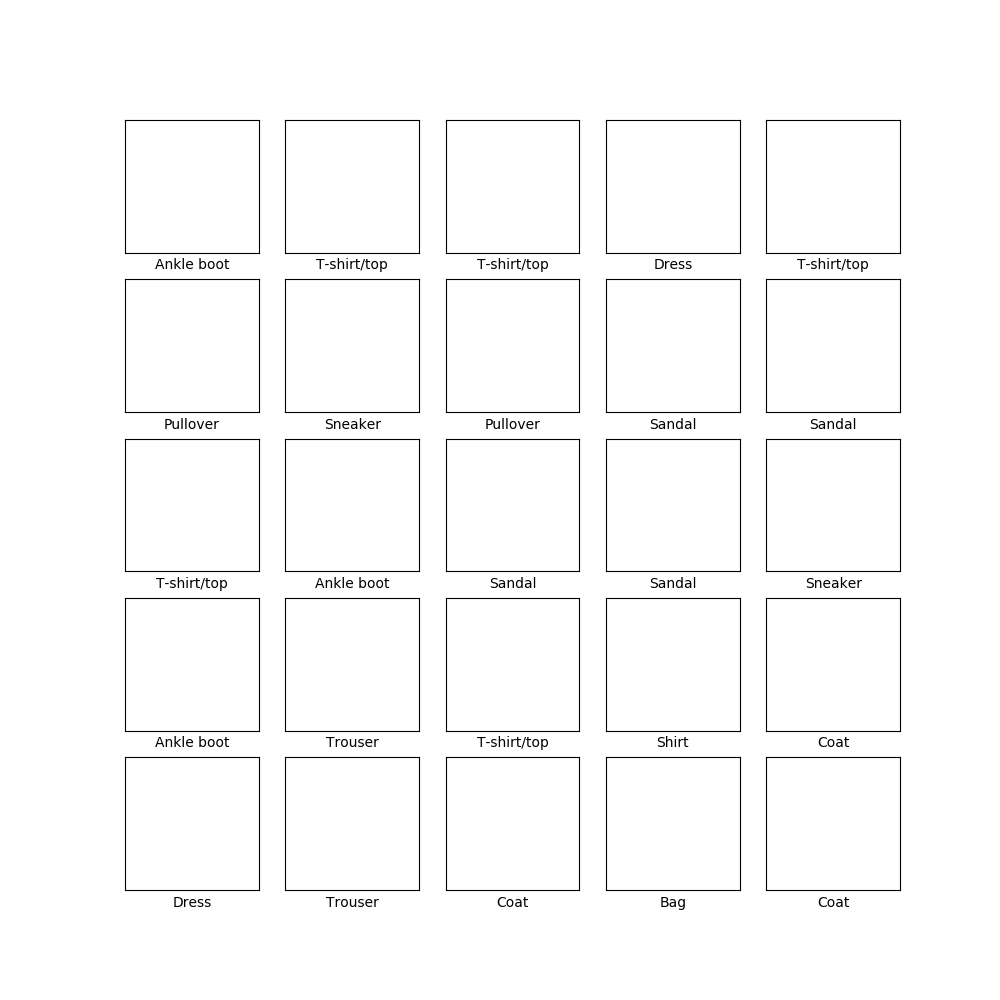 Ankle boot T-shirt/top T-shirt/top Dress T-shirt/top
Pullover Sneaker Pullover Sandal Sandal
T-shirt/top Ankle boot Sandal Sandal Sneaker
Ankle boot Trouser T-shirt/top Shirt Coat
Dress Trouser Coat Bag Coat